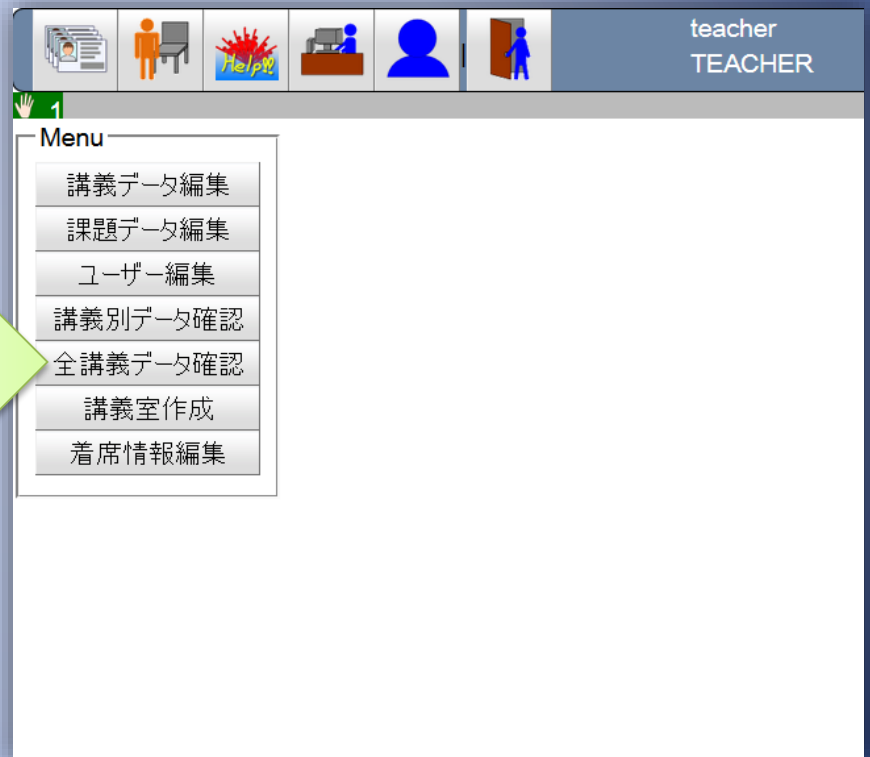 Help!!
teacher
TEACHER
1
Menu
講義データ編集
課題データ編集
ユーザー編集
講義別データ確認
全講義データ確認
講義室作成
着席情報編集